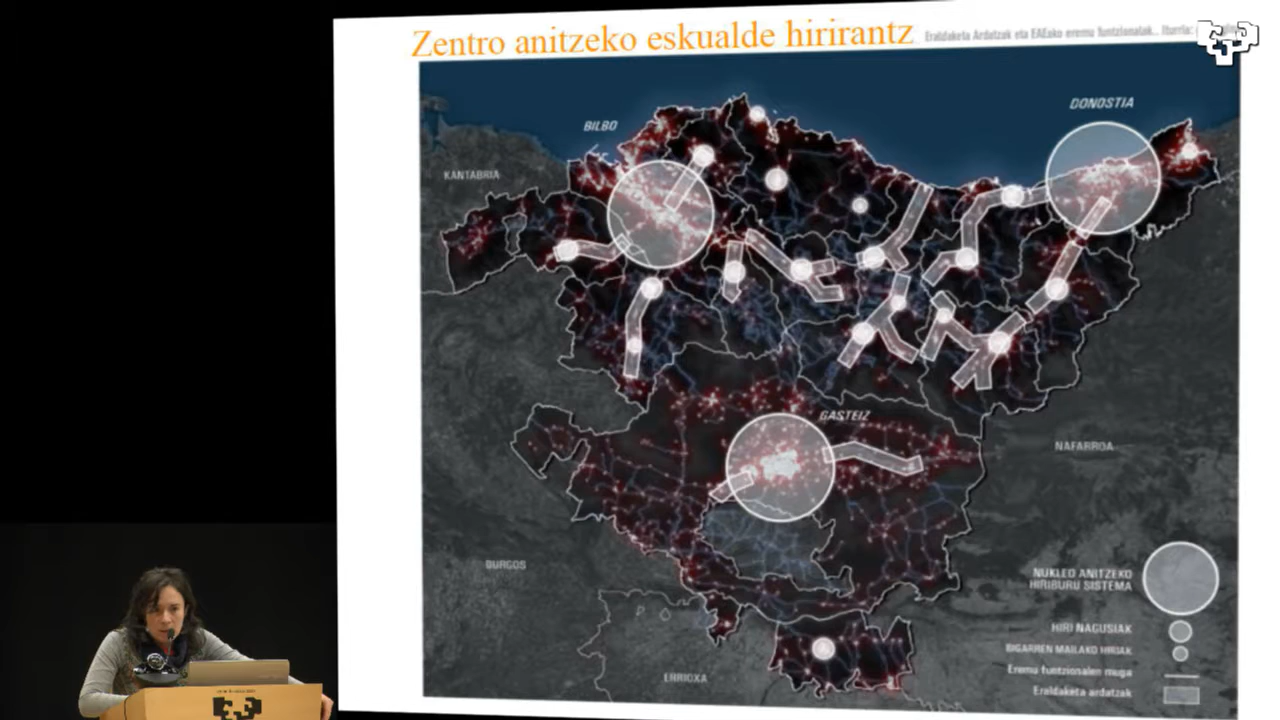 Zentro anitzeko eskualde hirirantz
Eraldaketa Ardatzak eta EAEako eremu funtzionalak.. Iturria:
DONOSTIA
BILBO
KANTABRIA
GASTEIZ
NAFARROA
BURGOS
NUKLEO ANITZEKO
HIRIBURU SISTEMA
HIRI NAGUSIAK
BIGARREN MAILAKO HIRIAK
Eremu funtzionalen muga
ERRIOXA
Eraldaketa ardatzak